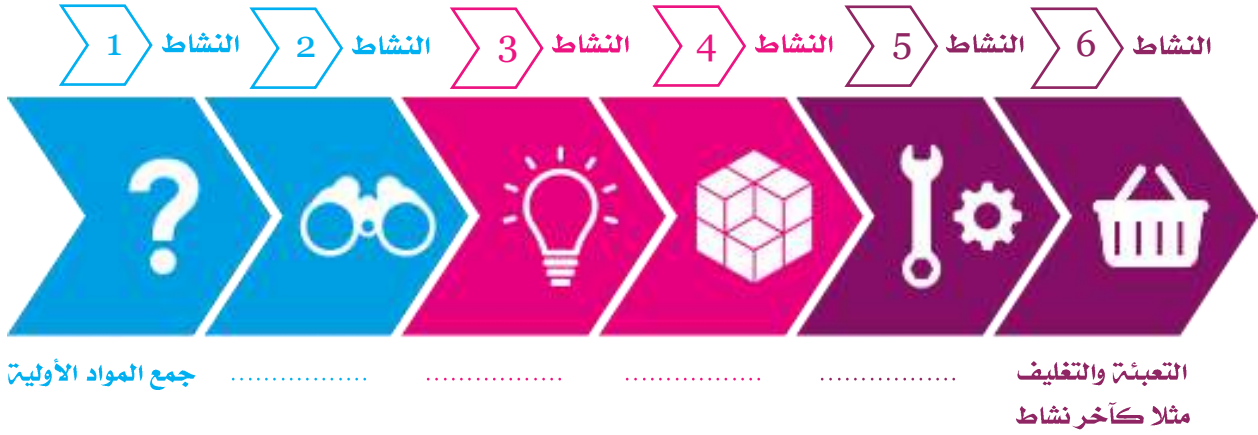 النشاط 1
النشاط 2
النشاط 3
النشاط 4
النشاط 5
النشاط 6
جمع المواد الأولية
.................
.................
.................
.................
التعبئة والتغليف
مثلا كآخر نشاط